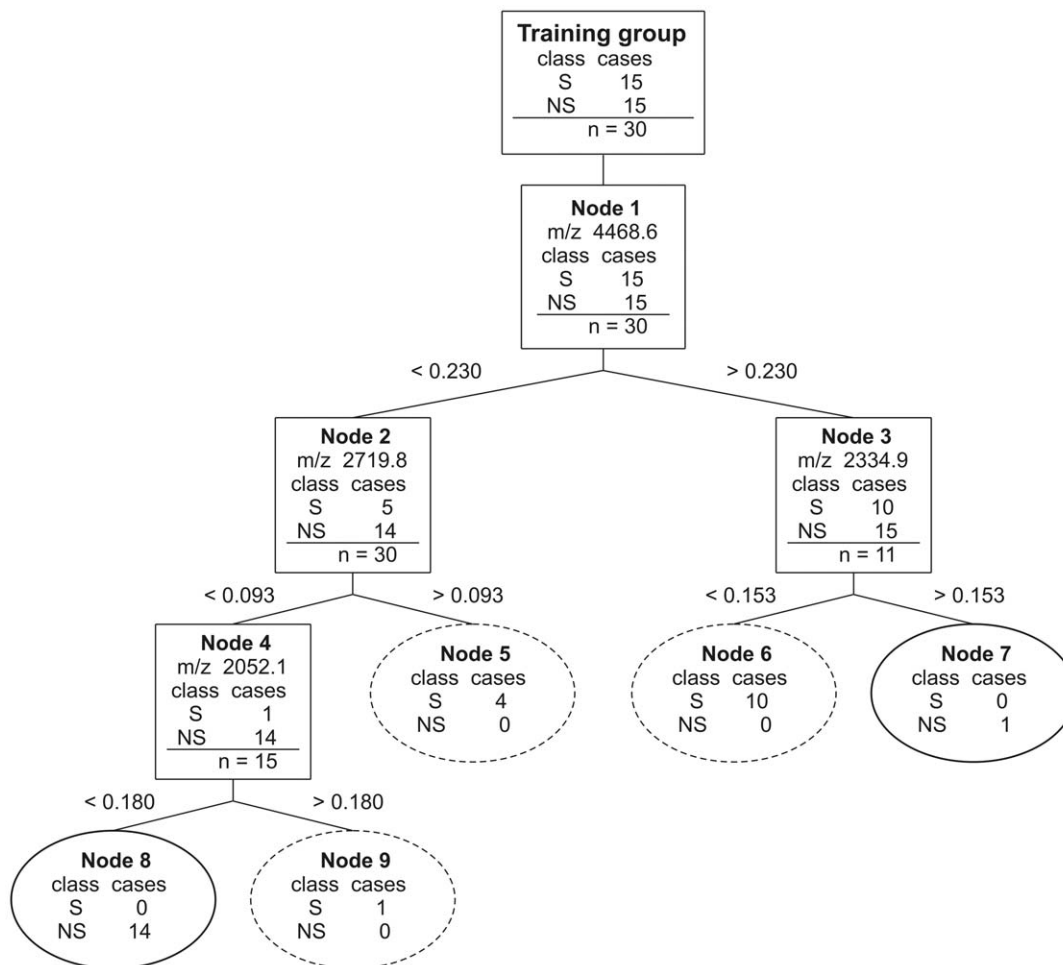 Training group
class cases
S 15
NS 15
n = 30
Node 1
m/z 4468.6
class cases
S 15
NS 15
n = 30
< 0.230
> 0.230
Node 2
m/z 2719.8
class cases
S 5
NS 14
n = 30
Node 3
m/z 2334.9
class cases
S 10
NS 15
n = 11
< 0.093
> 0.093
< 0.153
> 0.153
Node 4
m/z 2052.1
class cases
S 1
NS 14
n = 15
Node 5
class cases
S 4
NS 0
Node 6
class cases
S 10
NS 0
Node 7
class cases
S 0
NS 1
< 0.180
> 0.180
Node 8
class cases
S 0
NS 14
Node 9
class cases
S 1
NS 0